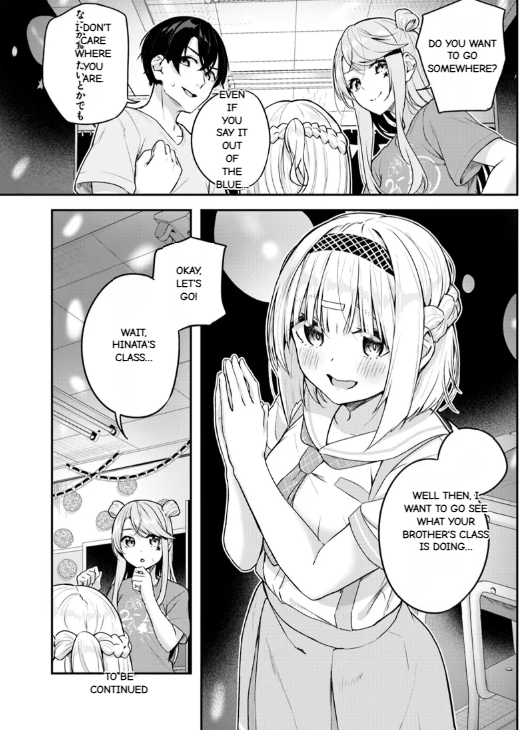 DO YOU WANT
TO GO
SOMEWHERE?
EVEN
IF
YOU
SAY IT
OUT
OF
THE
BLUE...
I DON'T
CARE
WHERE
YOU
ARE.
OKAY,
LET'S
GO!
WAIT,
HINATA'S
CLASS...
WELL THEN, I
WANT TO GO SEE
WHAT YOUR
BROTHER'S CLASS
IS DOING...
TO BE
CONTINUED